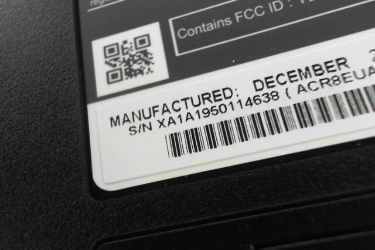 Contains FCC ID :
MANUFACTURED: DECEMBER
S/N XA1A1950114638 ( ACR8EUA